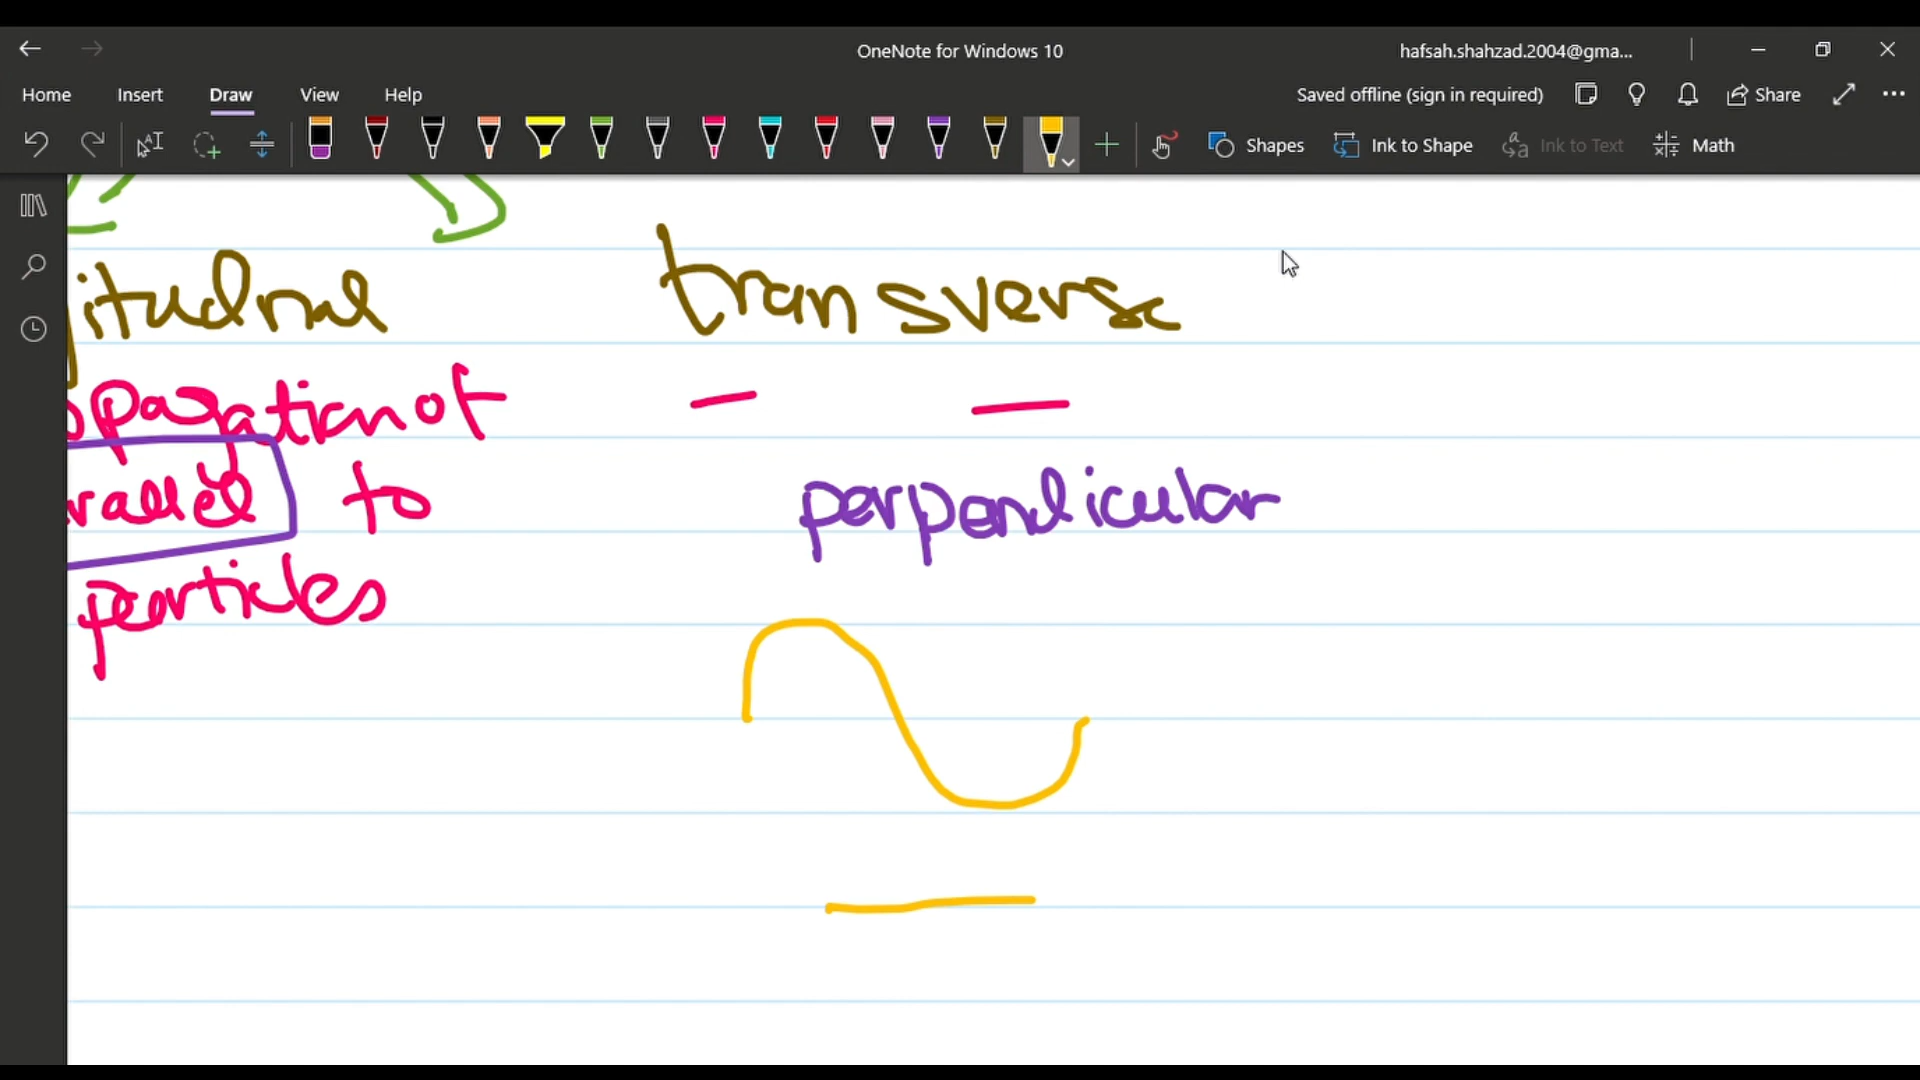 OneNote for Windows 10
hafsah.shahzad.2004@gma...
Home Insert Draw View Help
Saved offline (sign in required) Share
Shapes Ink to Shape Ink to Text Math
itudnal transverse
opagation of
rallel to
perpendicular
particles